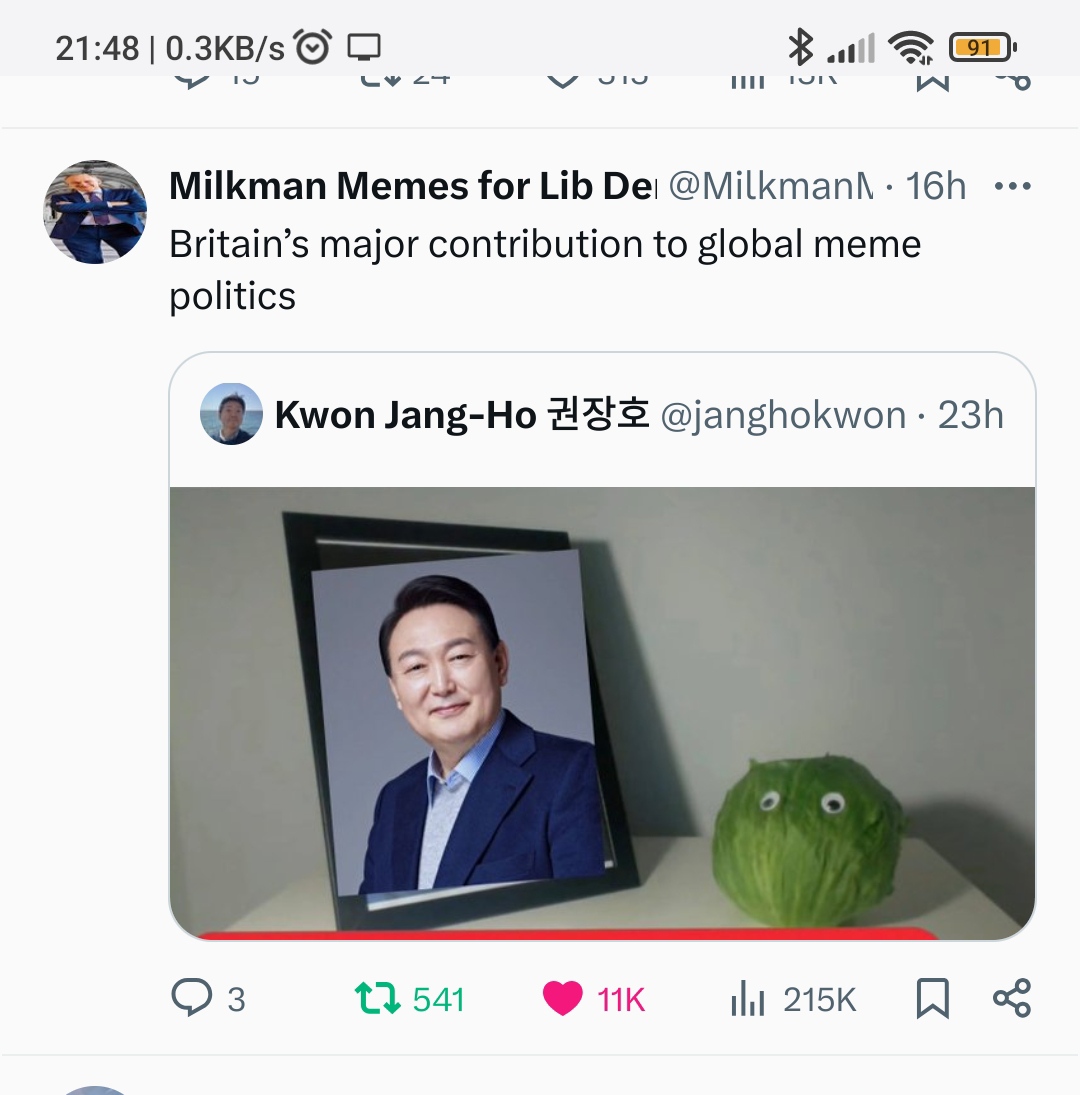 21:48 | 0.3KB/s 91
Milkman Memes for Lib De @MilkmanM · 16h
Britain's major contribution to global meme
politics
Kwon Jang-Ho 권장호 @janghokwon · 23h
3 541 11K 215K